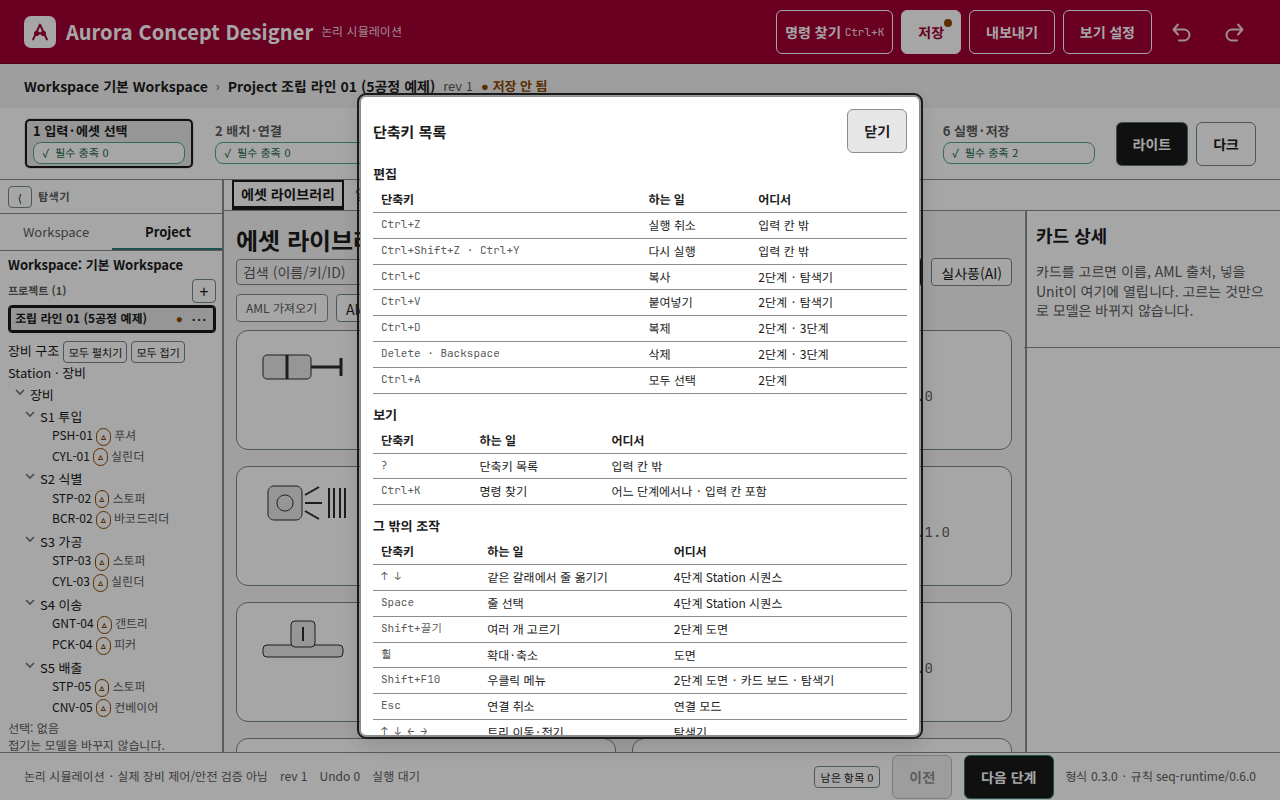 Aurora Concept Designer 논리 시뮬레이션
명령 찾기 Ctrl+K 저장 내보내기 보기 설정
Workspace 기본 Workspace › Project 조립 라인 01 (5공정 예제) rev 1 ● 저장 안 됨
1 입력·에셋 선택
✓ 필수 충족 0
2 배치·연결
✓ 필수 충족 0
6 실행·저장
✓ 필수 충족 2
라이트 다크
⟨ 탐색기
Workspace Project
Workspace: 기본 Workspace
프로젝트 (1) +
조립 라인 01 (5공정 예제) ● ···
장비 구조 모두 펼치기 모두 접기
Station · 장비
장비
S1 투입
PSH-01 푸셔
CYL-01 실린더
S2 식별
STP-02 스토퍼
BCR-02 바코드리더
S3 가공
STP-03 스토퍼
CYL-03 실린더
S4 이송
GNT-04 갠트리
PCK-04 피커
S5 배출
STP-05 스토퍼
CNV-05 컨베이어
선택: 없음
접기는 모델을 바꾸지 않습니다.
에셋 라이브러리
에셋 라이브
검색 (이름/키/ID)
실사풍(AI)
AML 가져오기
.0
1.0
.0
카드 상세
카드를 고르면 이름, AML 출처, 넣을
Unit이 여기에 열립니다. 고르는 것만으
로 모델은 바뀌지 않습니다.
단축키 목록 닫기
편집
단축키 하는 일 어디서
Ctrl+Z 실행 취소 입력 칸 밖
Ctrl+Shift+Z · Ctrl+Y 다시 실행 입력 칸 밖
Ctrl+C 복사 2단계 · 탐색기
Ctrl+V 붙여넣기 2단계 · 탐색기
Ctrl+D 복제 2단계 · 3단계
Delete · Backspace 삭제 2단계 · 3단계
Ctrl+A 모두 선택 2단계
보기
단축키 하는 일 어디서
? 단축키 목록 입력 칸 밖
Ctrl+K 명령 찾기 어느 단계에서나 · 입력 칸 포함
그 밖의 조작
단축키 하는 일 어디서
↑ ↓ 같은 갈래에서 줄 옮기기 4단계 Station 시퀀스
Space 줄 선택 4단계 Station 시퀀스
Shift+끌기 여러 개 고르기 2단계 도면
휠 확대·축소 도면
Shift+F10 우클릭 메뉴 2단계 도면 · 카드 보드 · 탐색기
Esc 연결 취소 연결 모드
↑ ↓ ← → 트리 이동·접기 탐색기
논리 시뮬레이션 · 실제 장비 제어/안전 검증 아님 rev 1 Undo 0 실행 대기
남은 항목 0 이전 다음 단계 형식 0.3.0 · 규칙 seq-runtime/0.6.0